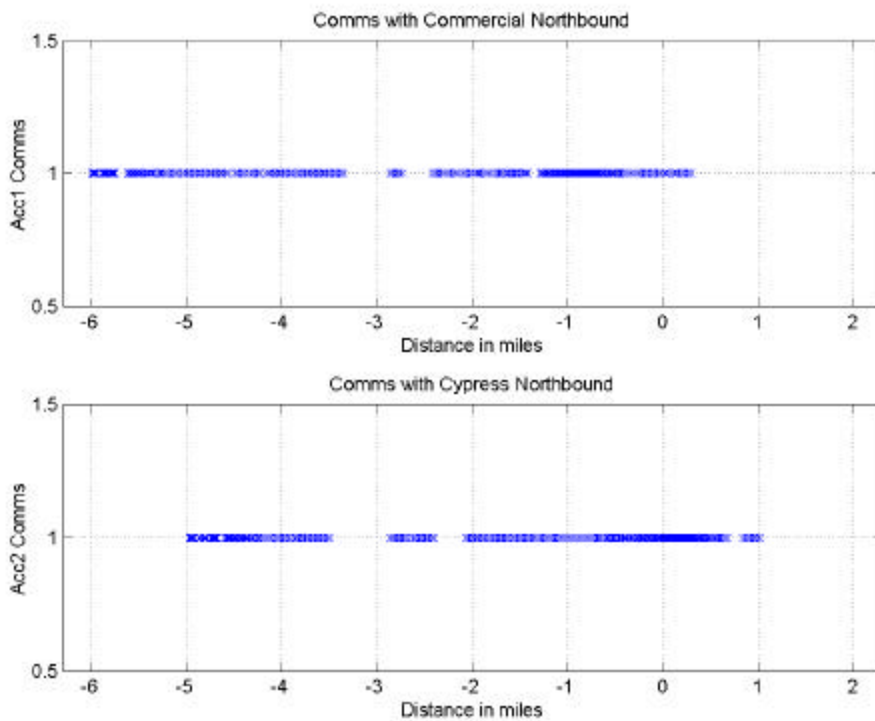 Comms with Commercial Northbound
1.5
1
0.5
Acc1 Comms
-6 -5 -4 -3 -2 -1 0 1 2
Distance in miles
Comms with Cypress Northbound
1.5
1
0.5
Acc2 Comms
-6 -5 -4 -3 -2 -1 0 1 2
Distance in miles